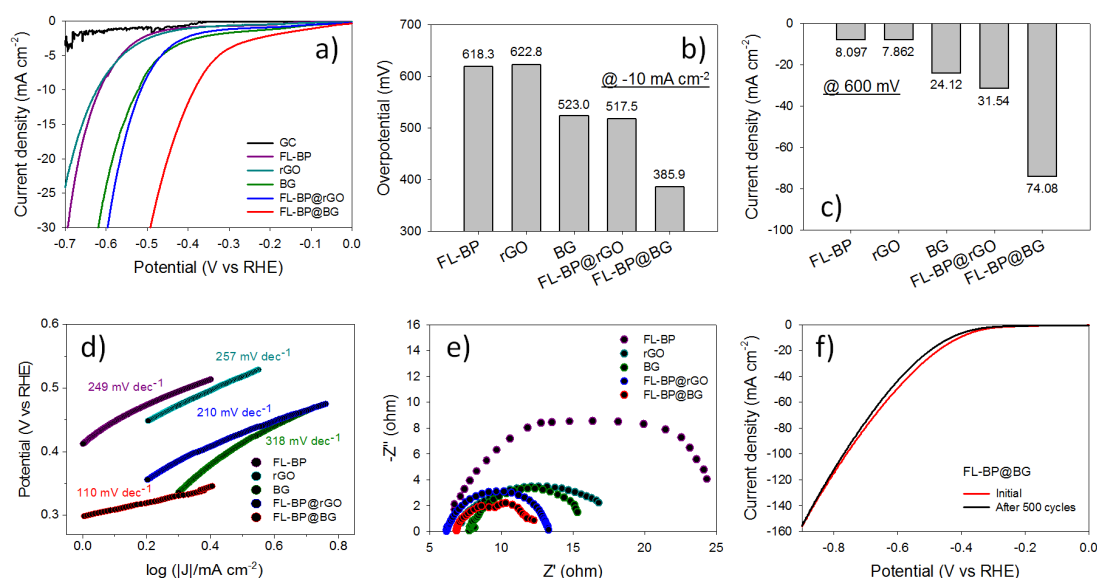 a)
Current density (mA cm-2)
0
-5
-10
-15
-20
-25
-30
GC
FL-BP
rGO
BG
FL-BP@rGO
FL-BP@BG
-0.7 -0.6 -0.5 -0.4 -0.3 -0.2 -0.1 0.0
Potential (V vs RHE)
b)
Overpotential (mV)
700
600
500
400
300
618.3 622.8 523.0 517.5 385.9
@ -10 mA cm-2
FL-BP rGO BG FL-BP@rGO FL-BP@BG
c)
Current density (mA cm-2)
0
-20
-40
-60
-80
-100
8.097 7.862 24.12 31.54 74.08
@ 600 mV
FL-BP rGO BG FL-BP@rGO FL-BP@BG
d)
Potential (V vs RHE)
0.6
0.5
0.4
0.3
257 mV dec-1
249 mV dec-1
210 mV dec-1
318 mV dec-1
110 mV dec-1
FL-BP
rGO
BG
FL-BP@rGO
FL-BP@BG
0.0 0.2 0.4 0.6 0.8
log (|J|/mA cm-2)
e)
-Z'' (ohm)
-16
-14
-12
-10
-8
-6
-4
-2
0
FL-BP
rGO
BG
FL-BP@rGO
FL-BP@BG
5 10 15 20 25
Z' (ohm)
f)
Current density (mA cm-2)
0
-20
-40
-60
-80
-100
-120
-140
-160
FL-BP@BG
Initial
After 500 cycles
-0.8 -0.6 -0.4 -0.2 0.0
Potential (V vs RHE)